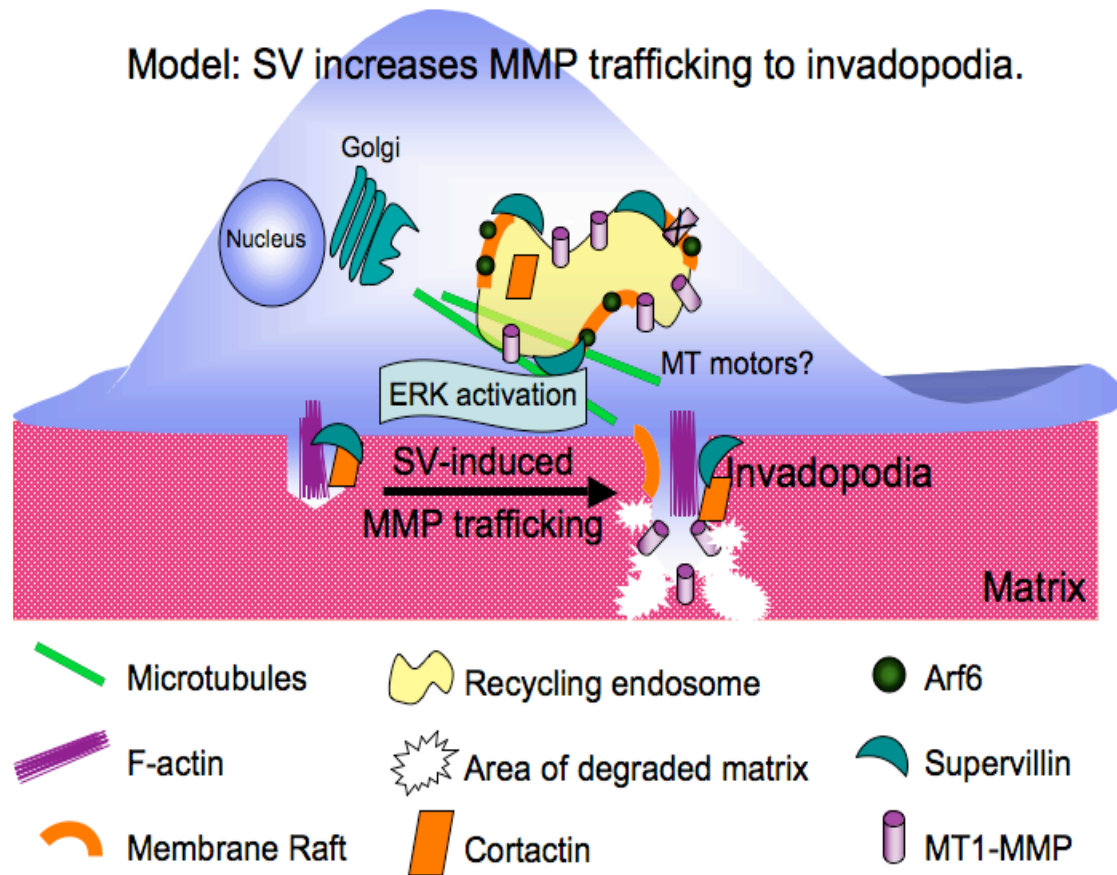 Model: SV increases MMP trafficking to invadopodia.
Golgi
Nucleus
MT motors?
ERK activation
SV-induced
MMP trafficking
Invadopodia
Matrix
Microtubules
Recycling endosome
Arf6
F-actin
Area of degraded matrix
Supervillin
Membrane Raft
Cortactin
MT1-MMP